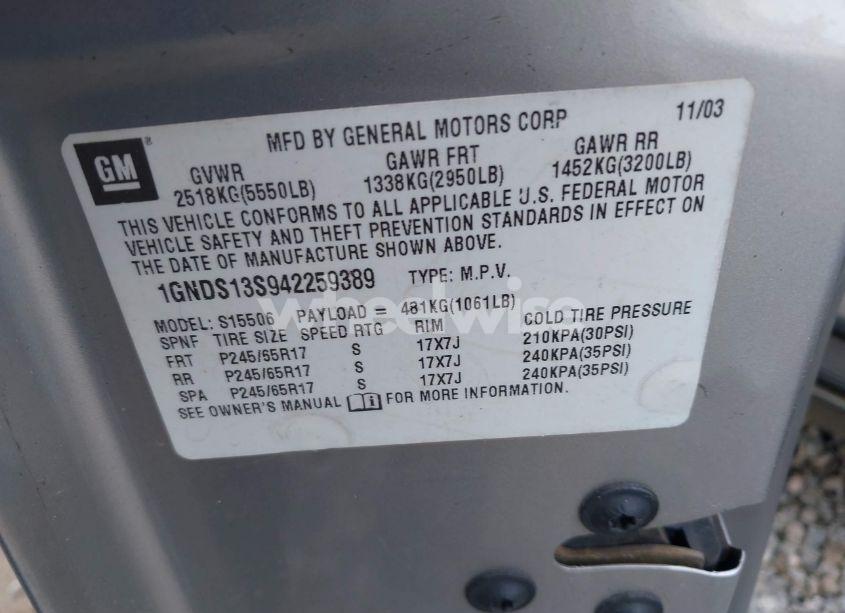 11/03
MFD BY GENERAL MOTORS CORP
GM®
GVWR GAWR FRT GAWR RR
2518KG(5550LB) 1338KG(2950LB) 1452KG(3200LB)
THIS VEHICLE CONFORMS TO ALL APPLICABLE U.S. FEDERAL MOTOR
VEHICLE SAFETY AND THEFT PREVENTION STANDARDS IN EFFECT ON
THE DATE OF MANUFACTURE SHOWN ABOVE.
1GNDS13S942259389 TYPE: M.P.V.
wheelwise
MODEL: S15506 PAYLOAD = 481KG(1061LB)
SPNF TIRE SIZE SPEED RTG RIM COLD TIRE PRESSURE
FRT P245/65R17 S 17X7J 210KPA(30PSI)
RR P245/65R17 S 17X7J 240KPA(35PSI)
SPA P245/65R17 S 17X7J 240KPA(35PSI)
SEE OWNER'S MANUAL FOR MORE INFORMATION.